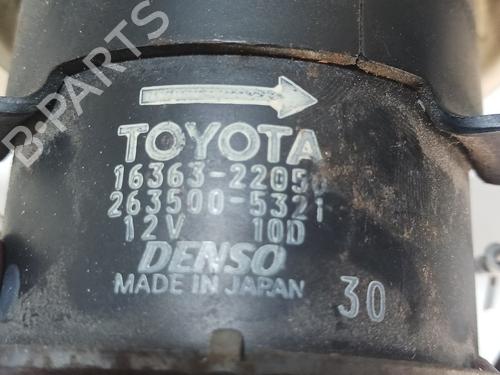 TOYOTA
16363-22050
263500-5321
12V 10D
DENSO
MADE IN JAPAN
30
B-PARTS